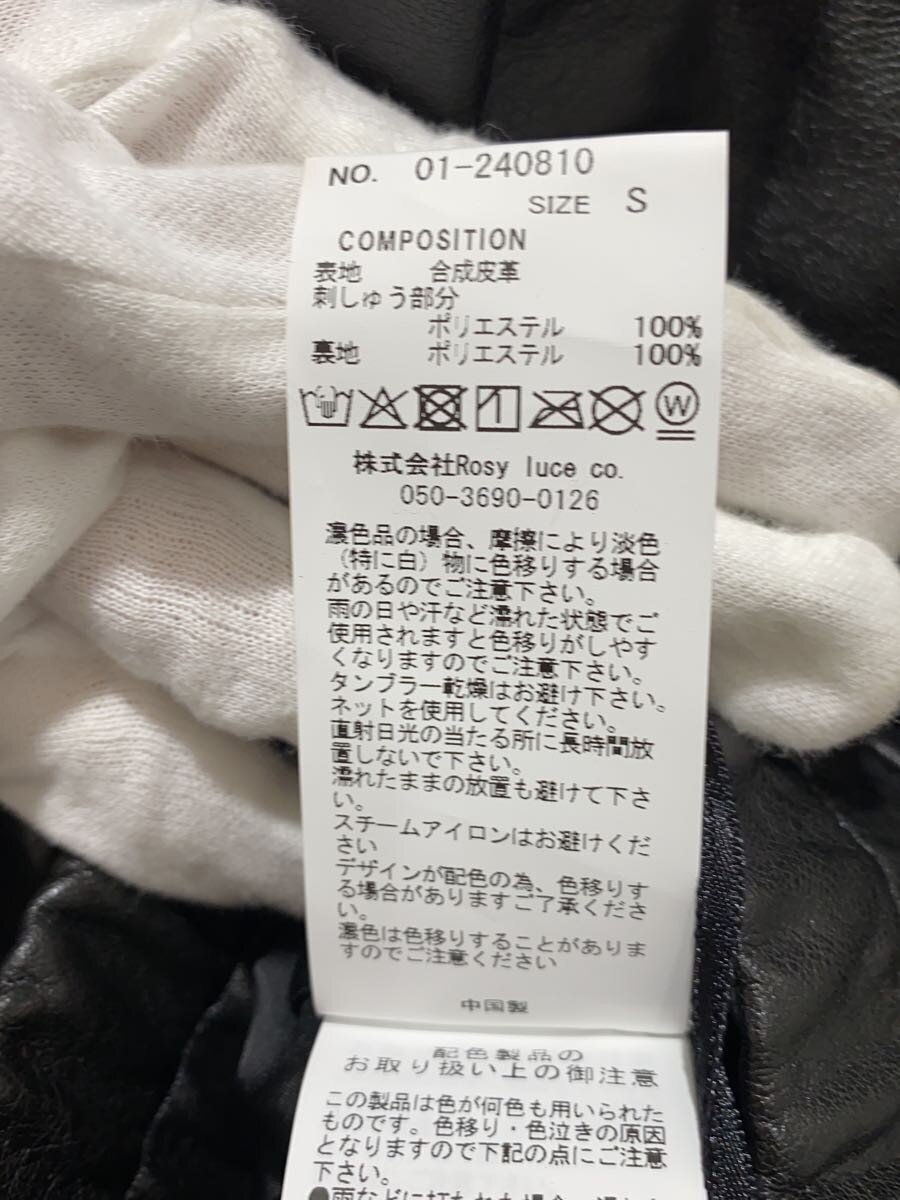 NO. 01-240810
SIZE S
COMPOSITION
表地 合成皮革
刺しゅう部分
ポリエステル 100%
裏地 ポリエステル 100%
W
株式会社Rosy luce co.
050-3690-0126
濃色品の場合、摩擦により淡色
(特に白)物に色移りする場合
があるのでご注意下さい。
雨の日や汗など濡れた状態でご
使用されますと色移りがしやす
くなりますのでご注意下さい。
タンブラー乾燥はお避け下さい。
ネットを使用してください。
直射日光の当たる所に長時間放
置しないで下さい。
濡れたままの放置も避けて下さ
い。
スチームアイロンはお避けくだ
さい
デザインが配色の為、色移りす
る場合がありますご了承くださ
い。
濃色は色移りすることがありま
すのでご注意ください
中国製
配色製品の
お取り扱い上の御注意
この製品は色が何色も用いられた
ものです。色移り・色泣きの原因
となりますので下記の点にご注意
下さい。
●雨などに打たれた場合、濡れた